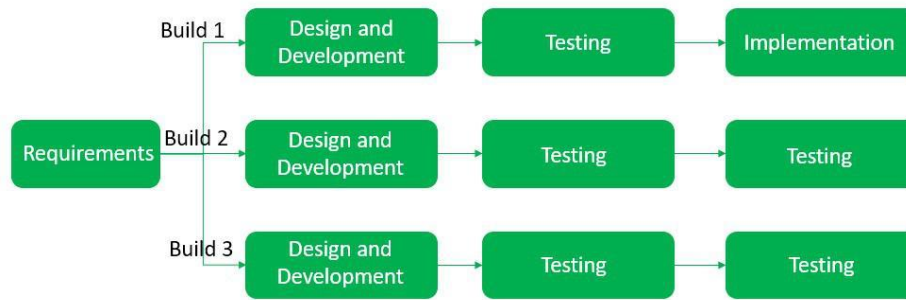 Build 1
Design and
Development
Testing
Implementation
Requirements
Build 2
Design and
Development
Testing
Testing
Build 3
Design and
Development
Testing
Testing